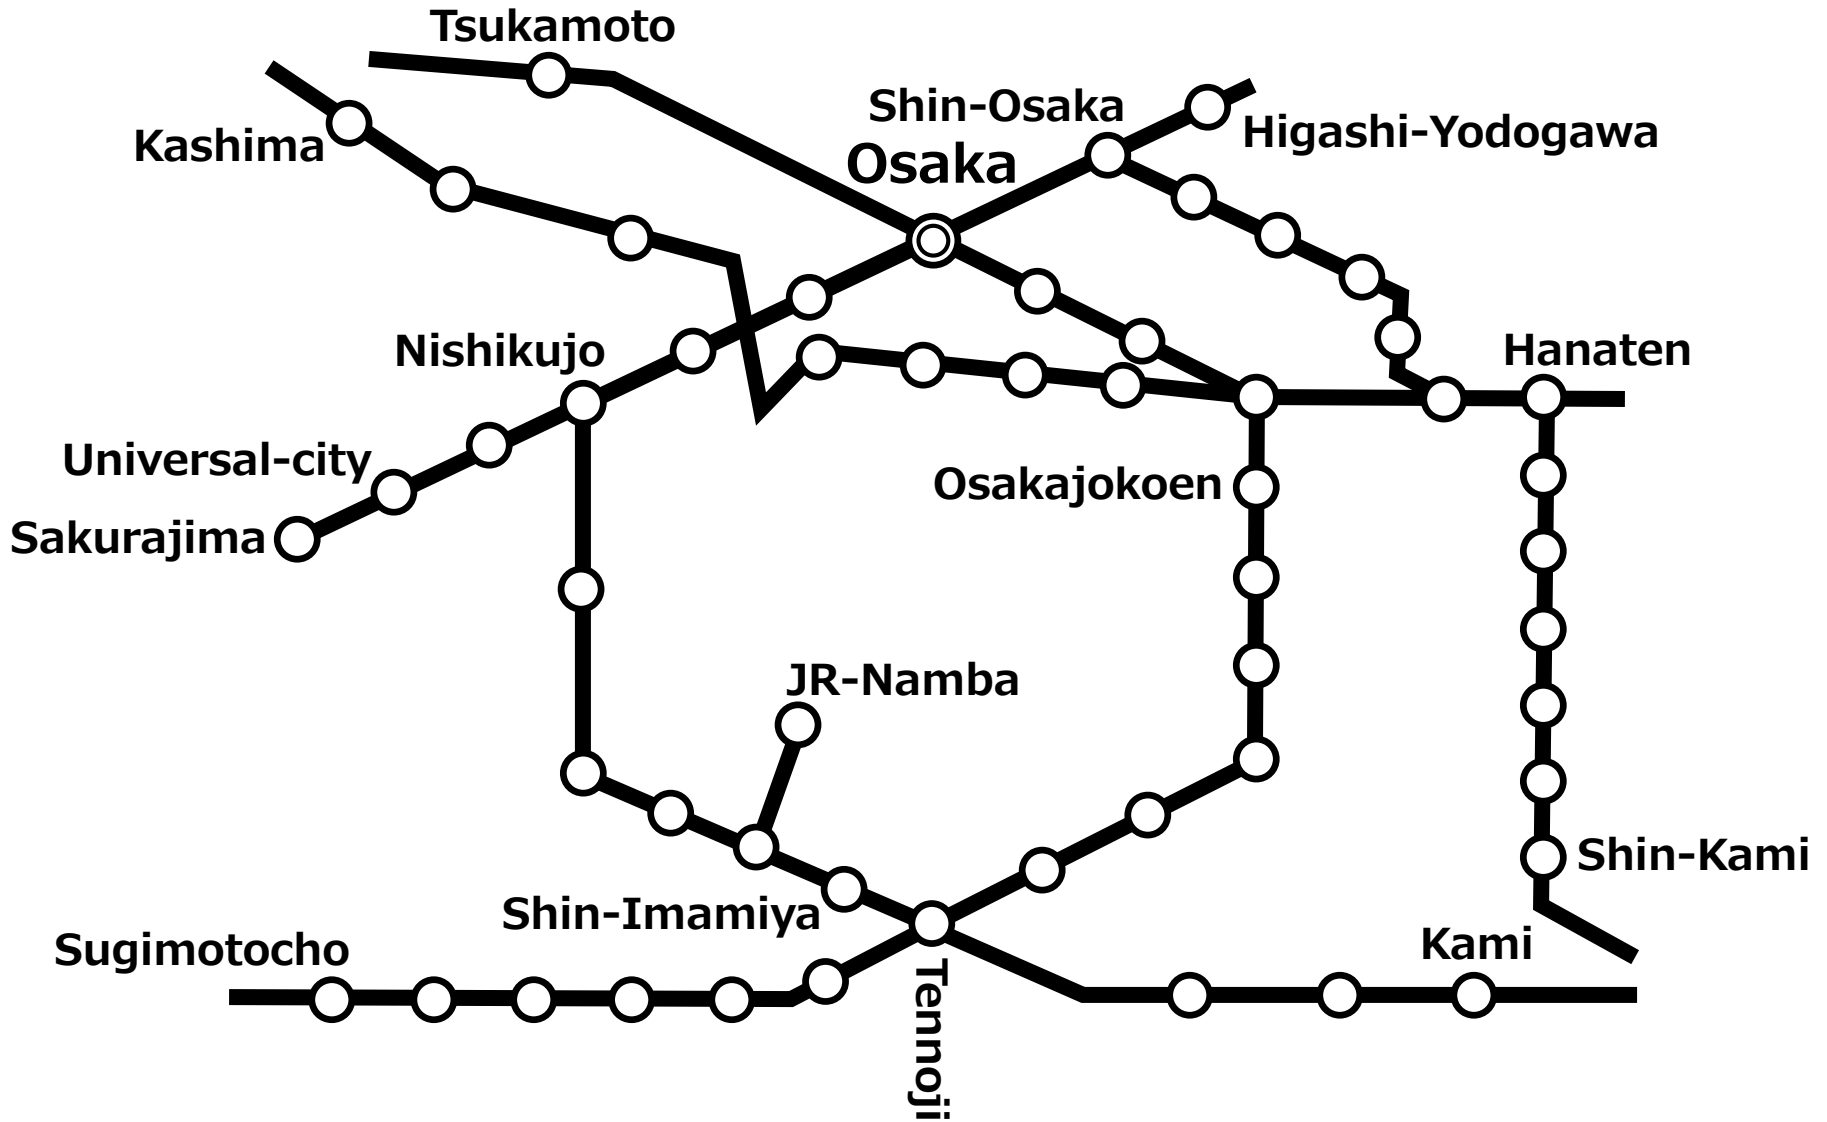 Tsukamoto
Shin-Osaka
Higashi-Yodogawa
Kashima
Osaka
Nishikujo
Hanaten
Universal-city
Osakajokoen
Sakurajima
JR-Namba
Shin-Kami
Shin-Imamiya
Kami
Sugimotocho
Tennoji